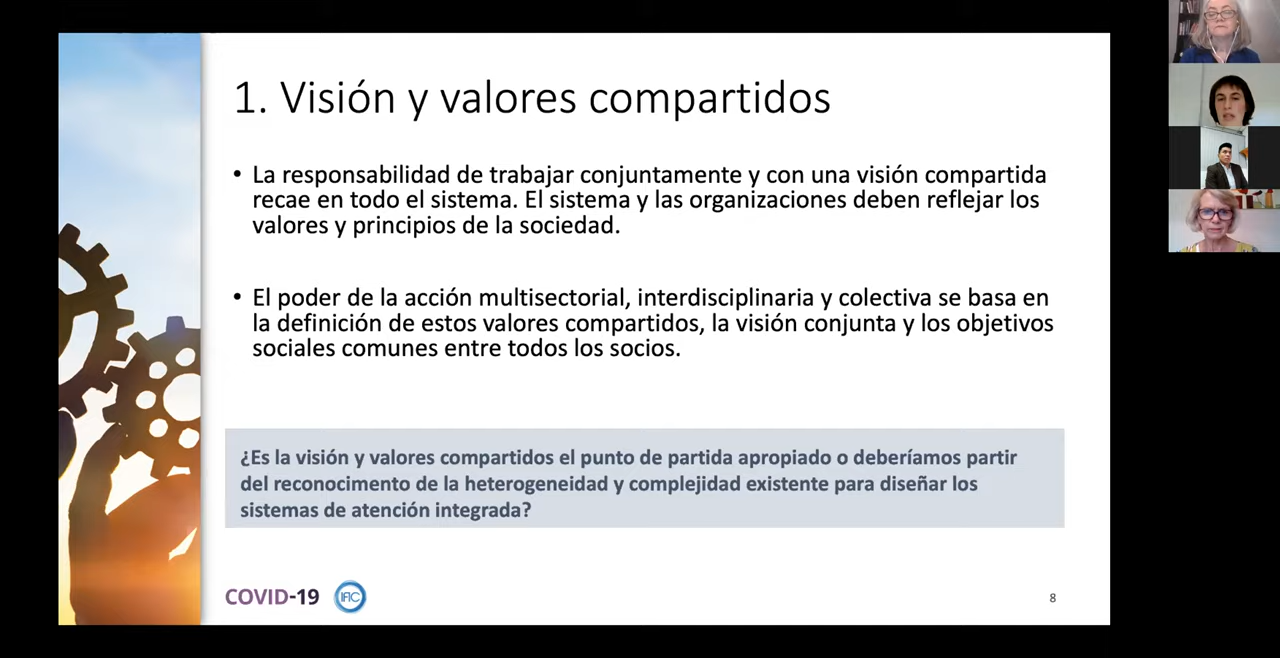 1. Visión y valores compartidos
• La responsabilidad de trabajar conjuntamente y con una visión compartida
recae en todo el sistema. El sistema y las organizaciones deben reflejar los
valores y principios de la sociedad.
• El poder de la acción multisectorial, interdisciplinaria y colectiva se basa en
la definición de estos valores compartidos, la visión conjunta y los objetivos
sociales comunes entre todos los socios.
¿Es la visión y valores compartidos el punto de partida apropiado o deberíamos partir
del reconocimento de la heterogeneidad y complejidad existente para diseñar los
sistemas de atención integrada?
COVID-19 IFIC
8